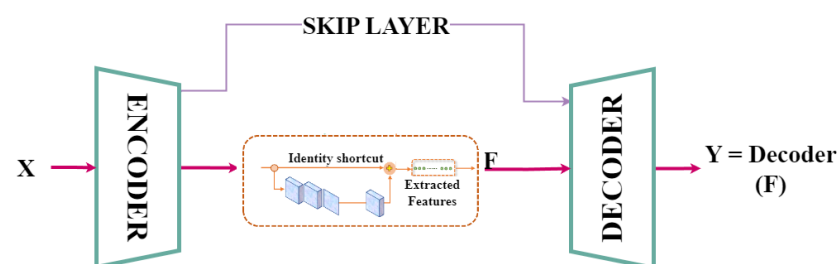 SKIP LAYER
X
ENCODER
Identity shortcut
Extracted
Features
F
DECODER
Y = Decoder
(F)